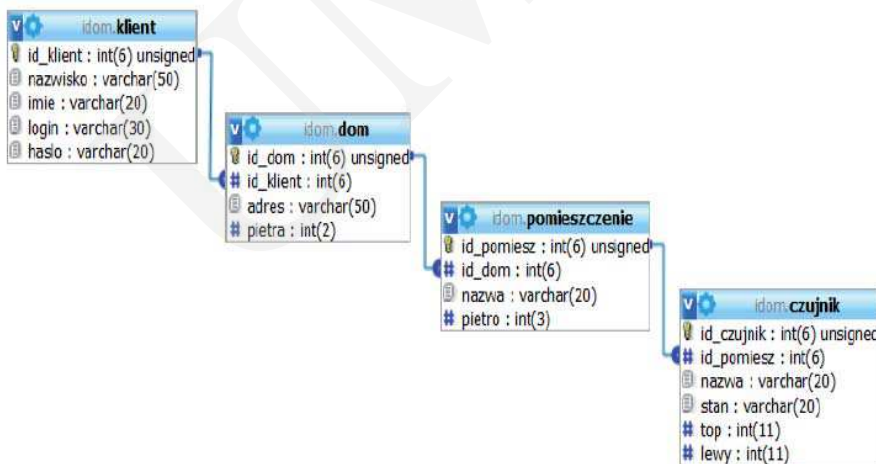 idom.klient
id_klient : int(6) unsigned
nazwisko : varchar(50)
imie : varchar(20)
login : varchar(30)
haslo : varchar(20)
idom.dom
id_dom : int(6) unsigned
id_klient : int(6)
adres : varchar(50)
pietra : int(2)
idom.pomieszczenie
id_pomiesz : int(6) unsigned
id_dom : int(6)
nazwa : varchar(20)
pietro : int(3)
idom.czujnik
id_czujnik : int(6) unsigned
id_pomiesz : int(6)
nazwa : varchar(20)
stan : varchar(20)
top : int(11)
lewy : int(11)